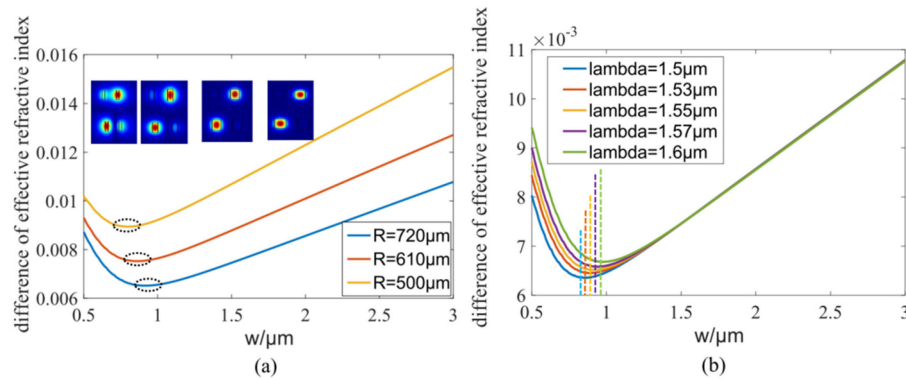 (a)
0.016
0.014
0.012
0.01
0.008
0.006
difference of effective refractive index
R=720μm
R=610μm
R=500μm
0.5
1
1.5
2
2.5
3
w/μm
(a)
(b)
×10⁻³
11
10
9
8
7
6
difference of effective refractive index
lambda=1.5μm
lambda=1.53μm
lambda=1.55μm
lambda=1.57μm
lambda=1.6μm
0.5
1
1.5
2
2.5
3
w/μm
(b)